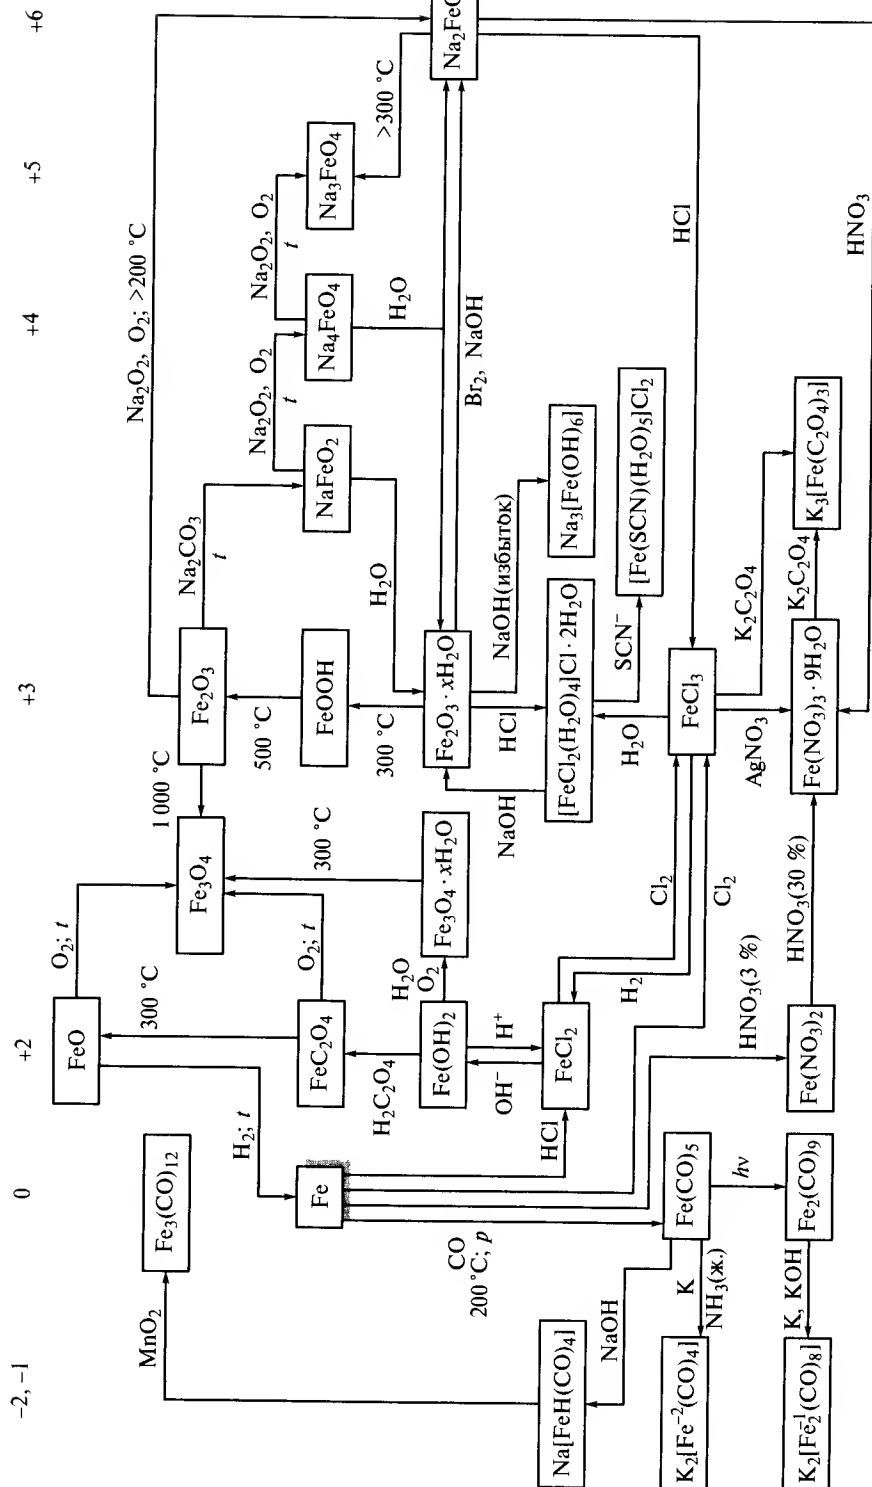 -2, -1
0
+2
+3
+4
+5
+6
Fe3(CO)12
MnO2
Na[FeH(CO)4]
NaOH
K2[Fe⁻²(CO)4]
K
NH3(ж.)
K2[Fe2⁻¹(CO)8]
K, KOH
Fe
H2; t
CO
200 °C; p
Fe(CO)5
hν
Fe2(CO)9
FeO
300 °C
O2; t
FeC2O4
O2; t
H2C2O4
Fe(OH)2
H2O
O2
OH⁻
H⁺
FeCl2
HCl
H2
Cl2
Cl2
HNO3(3 %)
Fe(NO3)2
HNO3(30 %)
Fe3O4
300 °C
Fe3O4 · xH2O
1 000 °C
Fe2O3
500 °C
FeOOH
300 °C
Fe2O3 · xH2O
NaOH
HCl
[FeCl2(H2O)4]Cl · 2H2O
H2O
SCN⁻
FeCl3
AgNO3
Fe(NO3)3 · 9H2O
K2C2O4
K2C2O4
K3[Fe(C2O4)3]
Na2CO3
t
NaFeO2
H2O
NaOH(избыток)
Na3[Fe(OH)6]
[Fe(SCN)(H2O)5]Cl2
Na2O2, O2; >200 °C
Na2O2, O2
t
Na4FeO4
H2O
Br2, NaOH
Na2O2, O2
t
Na3FeO4
>300 °C
HCl
HNO3